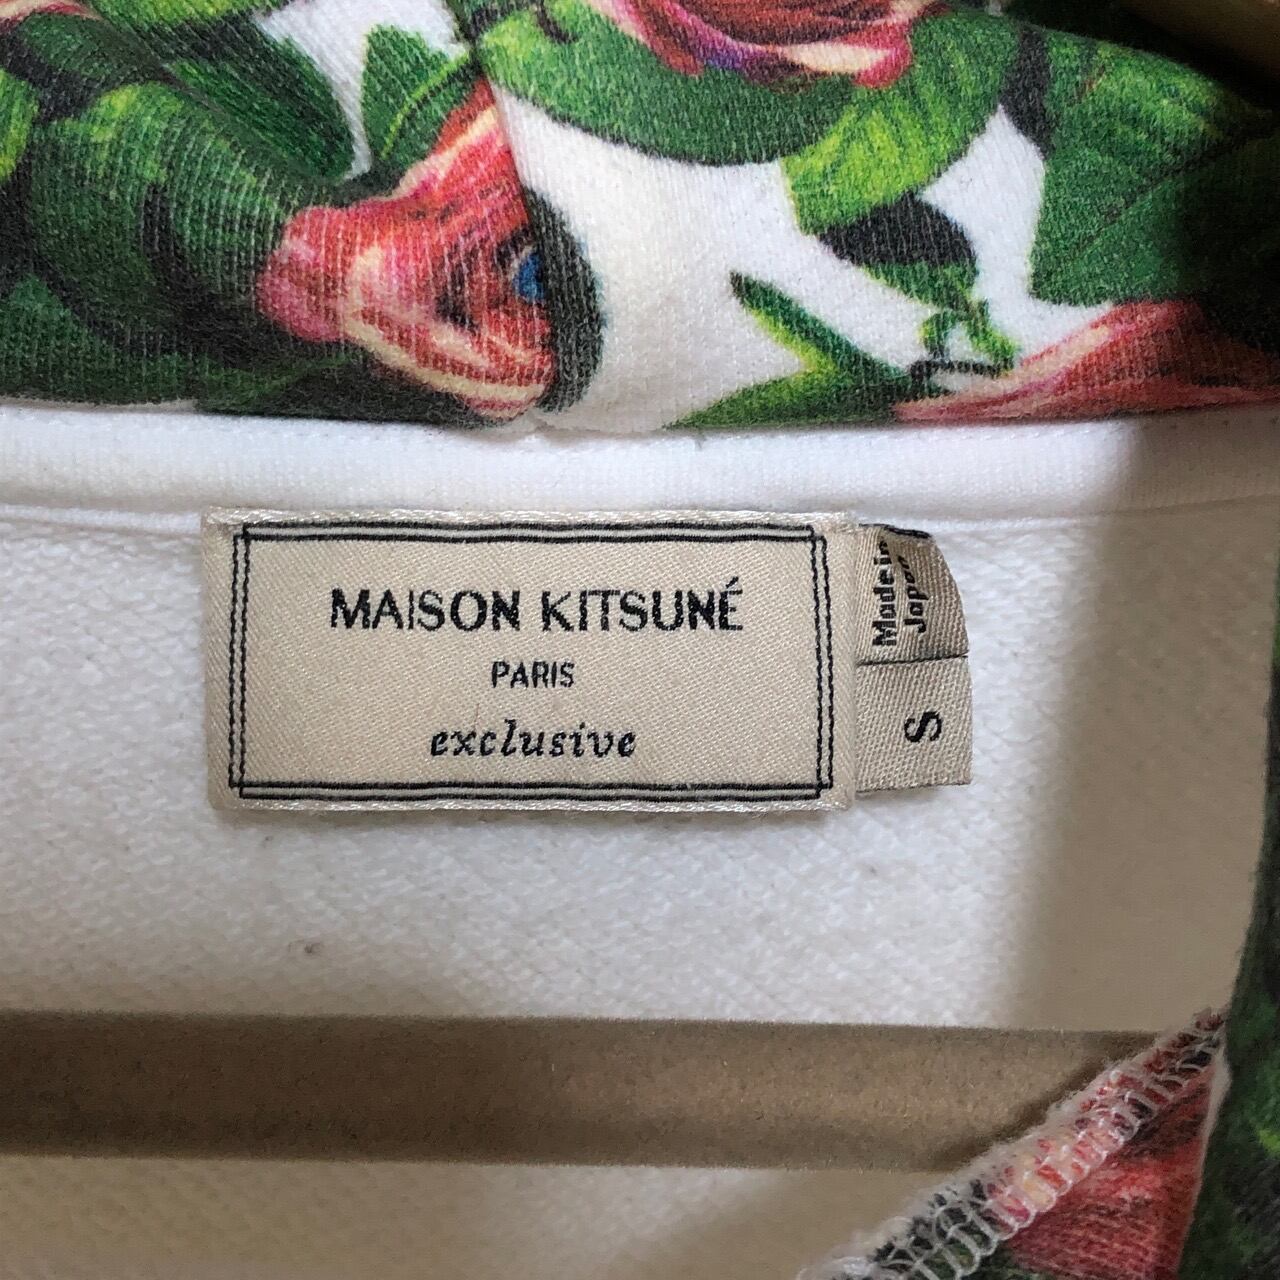 MAISON KITSUNÉ
PARIS
exclusive
Made in
Japan
S